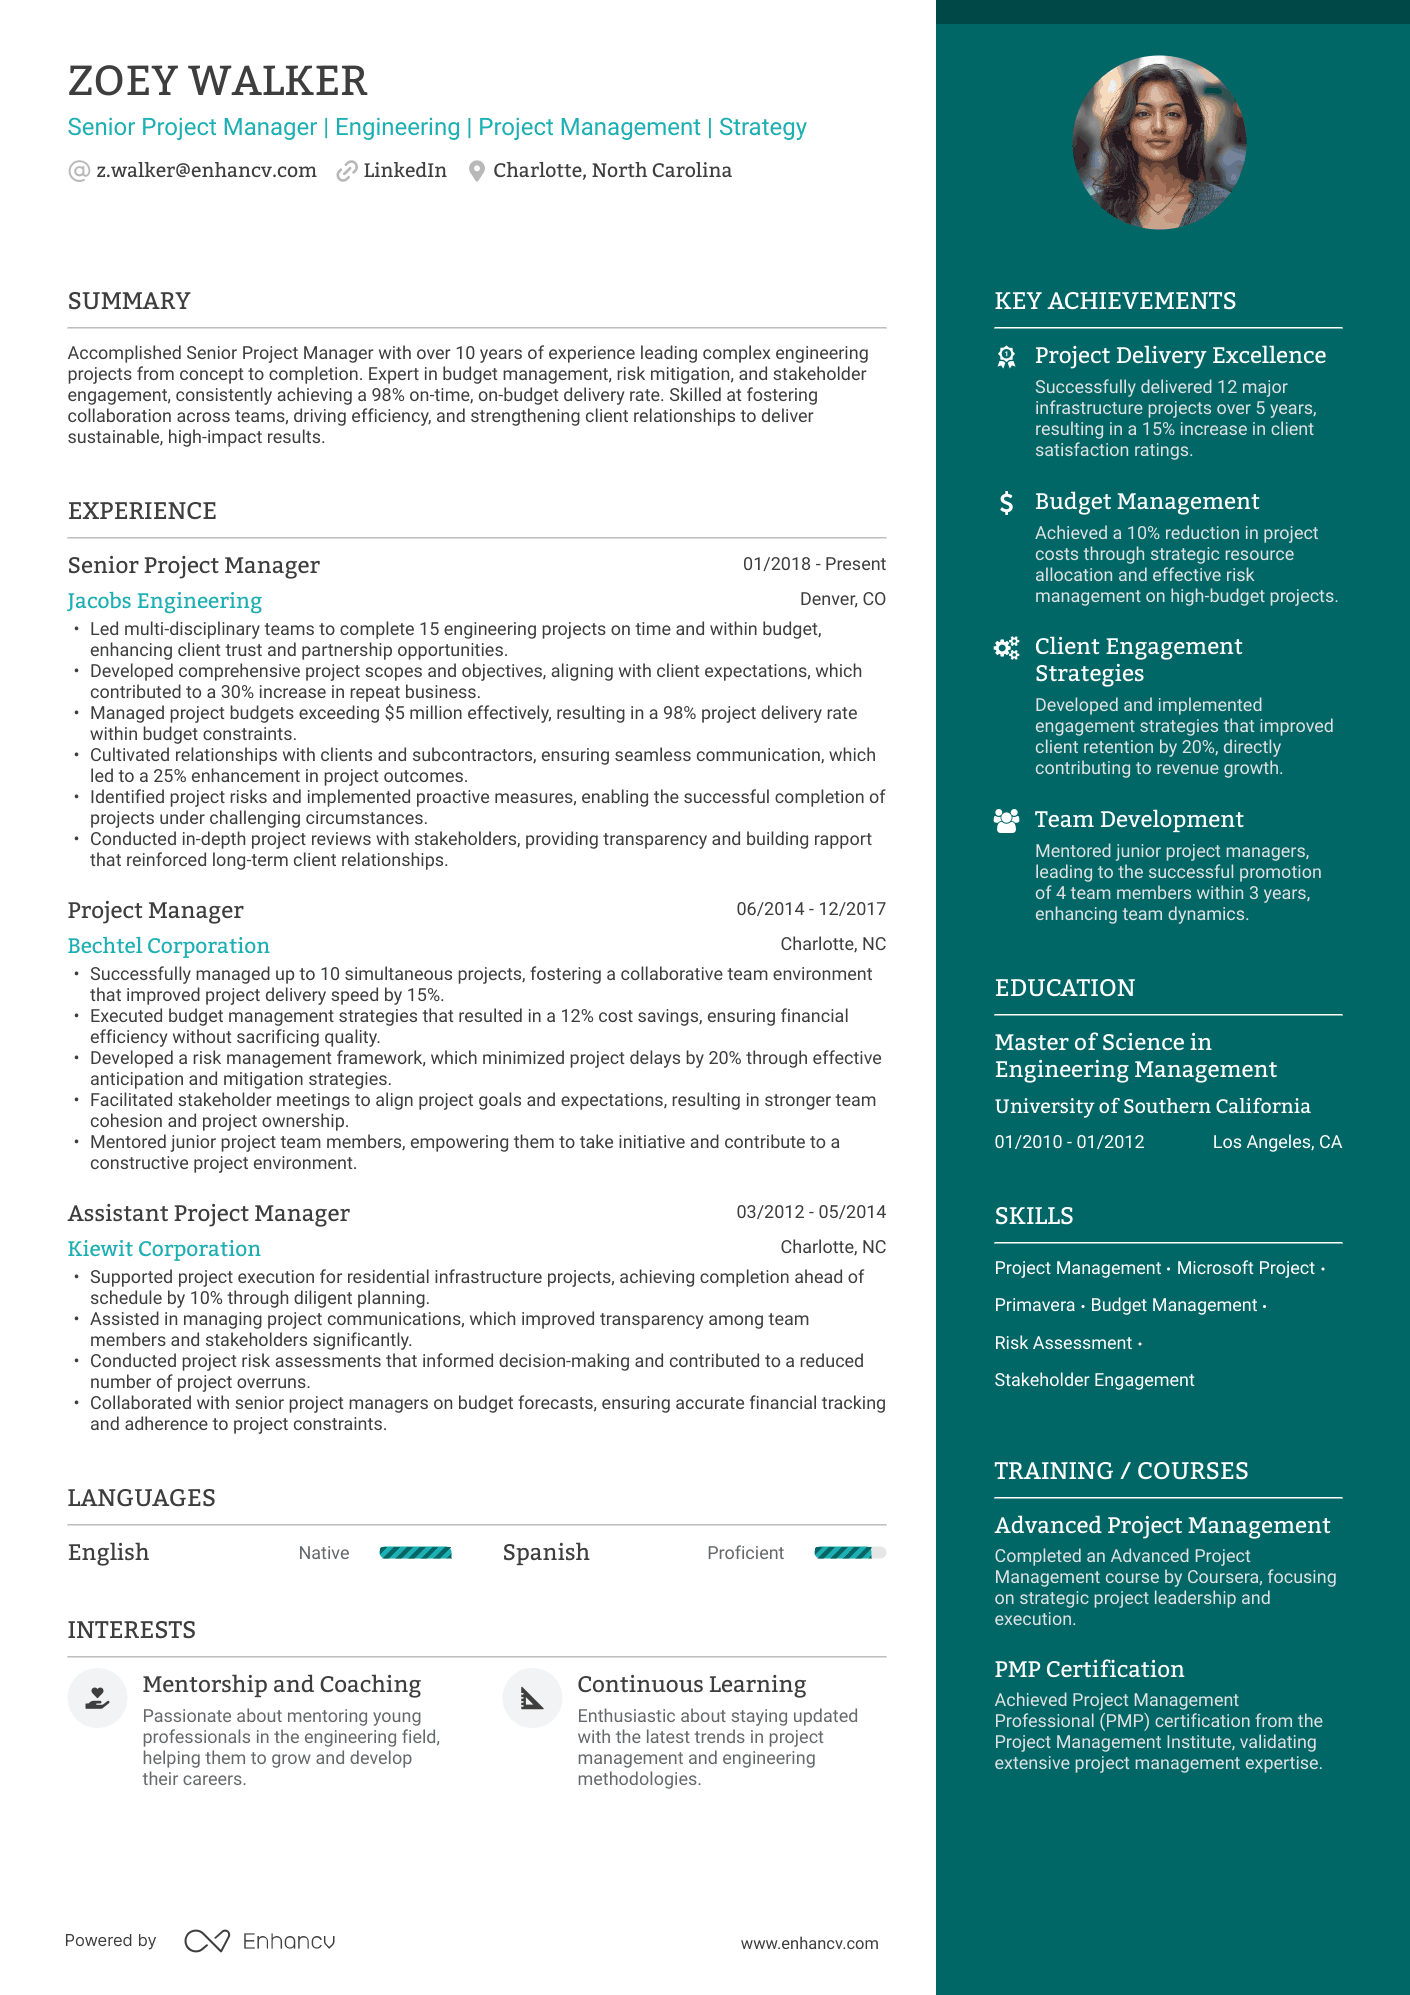 ZOEY WALKER
Senior Project Manager | Engineering | Project Management | Strategy
z.walker@enhancv.com LinkedIn Charlotte, North Carolina
SUMMARY
Accomplished Senior Project Manager with over 10 years of experience leading complex engineering
projects from concept to completion. Expert in budget management, risk mitigation, and stakeholder
engagement, consistently achieving a 98% on-time, on-budget delivery rate. Skilled at fostering
collaboration across teams, driving efficiency, and strengthening client relationships to deliver
sustainable, high-impact results.
EXPERIENCE
Senior Project Manager 01/2018 - Present
Jacobs Engineering Denver, CO
• Led multi-disciplinary teams to complete 15 engineering projects on time and within budget,
enhancing client trust and partnership opportunities.
• Developed comprehensive project scopes and objectives, aligning with client expectations, which
contributed to a 30% increase in repeat business.
• Managed project budgets exceeding $5 million effectively, resulting in a 98% project delivery rate
within budget constraints.
• Cultivated relationships with clients and subcontractors, ensuring seamless communication, which
led to a 25% enhancement in project outcomes.
• Identified project risks and implemented proactive measures, enabling the successful completion of
projects under challenging circumstances.
• Conducted in-depth project reviews with stakeholders, providing transparency and building rapport
that reinforced long-term client relationships.
Project Manager 06/2014 - 12/2017
Bechtel Corporation Charlotte, NC
• Successfully managed up to 10 simultaneous projects, fostering a collaborative team environment
that improved project delivery speed by 15%.
• Executed budget management strategies that resulted in a 12% cost savings, ensuring financial
efficiency without sacrificing quality.
• Developed a risk management framework, which minimized project delays by 20% through effective
anticipation and mitigation strategies.
• Facilitated stakeholder meetings to align project goals and expectations, resulting in stronger team
cohesion and project ownership.
• Mentored junior project team members, empowering them to take initiative and contribute to a
constructive project environment.
Assistant Project Manager 03/2012 - 05/2014
Kiewit Corporation Charlotte, NC
• Supported project execution for residential infrastructure projects, achieving completion ahead of
schedule by 10% through diligent planning.
• Assisted in managing project communications, which improved transparency among team
members and stakeholders significantly.
• Conducted project risk assessments that informed decision-making and contributed to a reduced
number of project overruns.
• Collaborated with senior project managers on budget forecasts, ensuring accurate financial tracking
and adherence to project constraints.
LANGUAGES
English Native Spanish Proficient
INTERESTS
Mentorship and Coaching
Passionate about mentoring young
professionals in the engineering field,
helping them to grow and develop
their careers.
Continuous Learning
Enthusiastic about staying updated
with the latest trends in project
management and engineering
methodologies.
KEY ACHIEVEMENTS
Project Delivery Excellence
Successfully delivered 12 major
infrastructure projects over 5 years,
resulting in a 15% increase in client
satisfaction ratings.
Budget Management
Achieved a 10% reduction in project
costs through strategic resource
allocation and effective risk
management on high-budget projects.
Client Engagement
Strategies
Developed and implemented
engagement strategies that improved
client retention by 20%, directly
contributing to revenue growth.
Team Development
Mentored junior project managers,
leading to the successful promotion
of 4 team members within 3 years,
enhancing team dynamics.
EDUCATION
Master of Science in
Engineering Management
University of Southern California
01/2010 - 01/2012 Los Angeles, CA
SKILLS
Project Management • Microsoft Project •
Primavera • Budget Management •
Risk Assessment •
Stakeholder Engagement
TRAINING / COURSES
Advanced Project Management
Completed an Advanced Project
Management course by Coursera, focusing
on strategic project leadership and
execution.
PMP Certification
Achieved Project Management
Professional (PMP) certification from the
Project Management Institute, validating
extensive project management expertise.
Powered by Enhancv www.enhancv.com